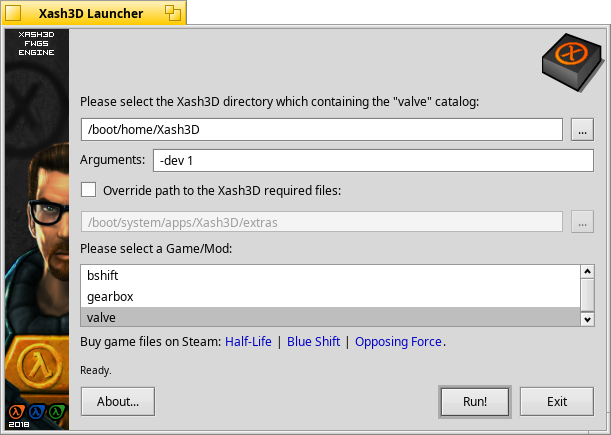 Xash3D Launcher
XASH3D
FWGS
ENGINE
Please select the Xash3D directory which containing the "valve" catalog:
/boot/home/Xash3D
...
Arguments:
-dev 1
Override path to the Xash3D required files:
/boot/system/apps/Xash3D/extras
...
Please select a Game/Mod:
bshift
gearbox
valve
Buy game files on Steam: Half-Life | Blue Shift | Opposing Force.
Ready.
About...
Run!
Exit
2018